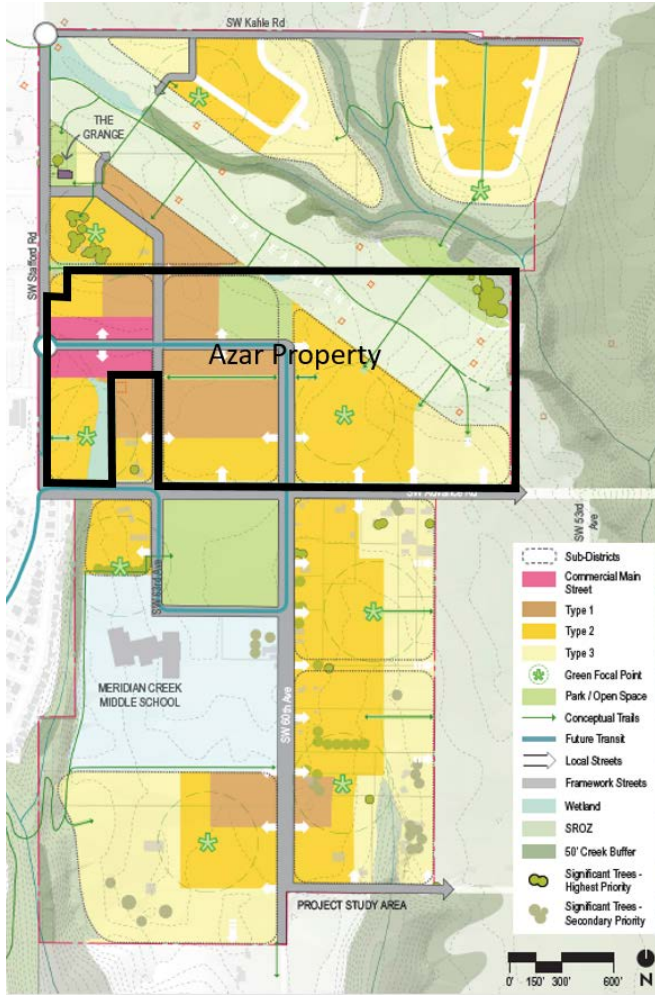 SW Kahle Rd
THE
GRANGE
SW Stafford Rd
Azar Property
SW Advance Rd
SW 53rd
Ave
SW 63rd Ave
MERIDIAN CREEK
MIDDLE SCHOOL
SW 60th Ave
PROJECT STUDY AREA
Sub-Districts
Commercial Main
Street
Type 1
Type 2
Type 3
Green Focal Point
Park / Open Space
Conceptual Trails
Future Transit
Local Streets
Framework Streets
Wetland
SROZ
50' Creek Buffer
Significant Trees -
Highest Priority
Significant Trees -
Secondary Priority
0' 150' 300' 600'
N